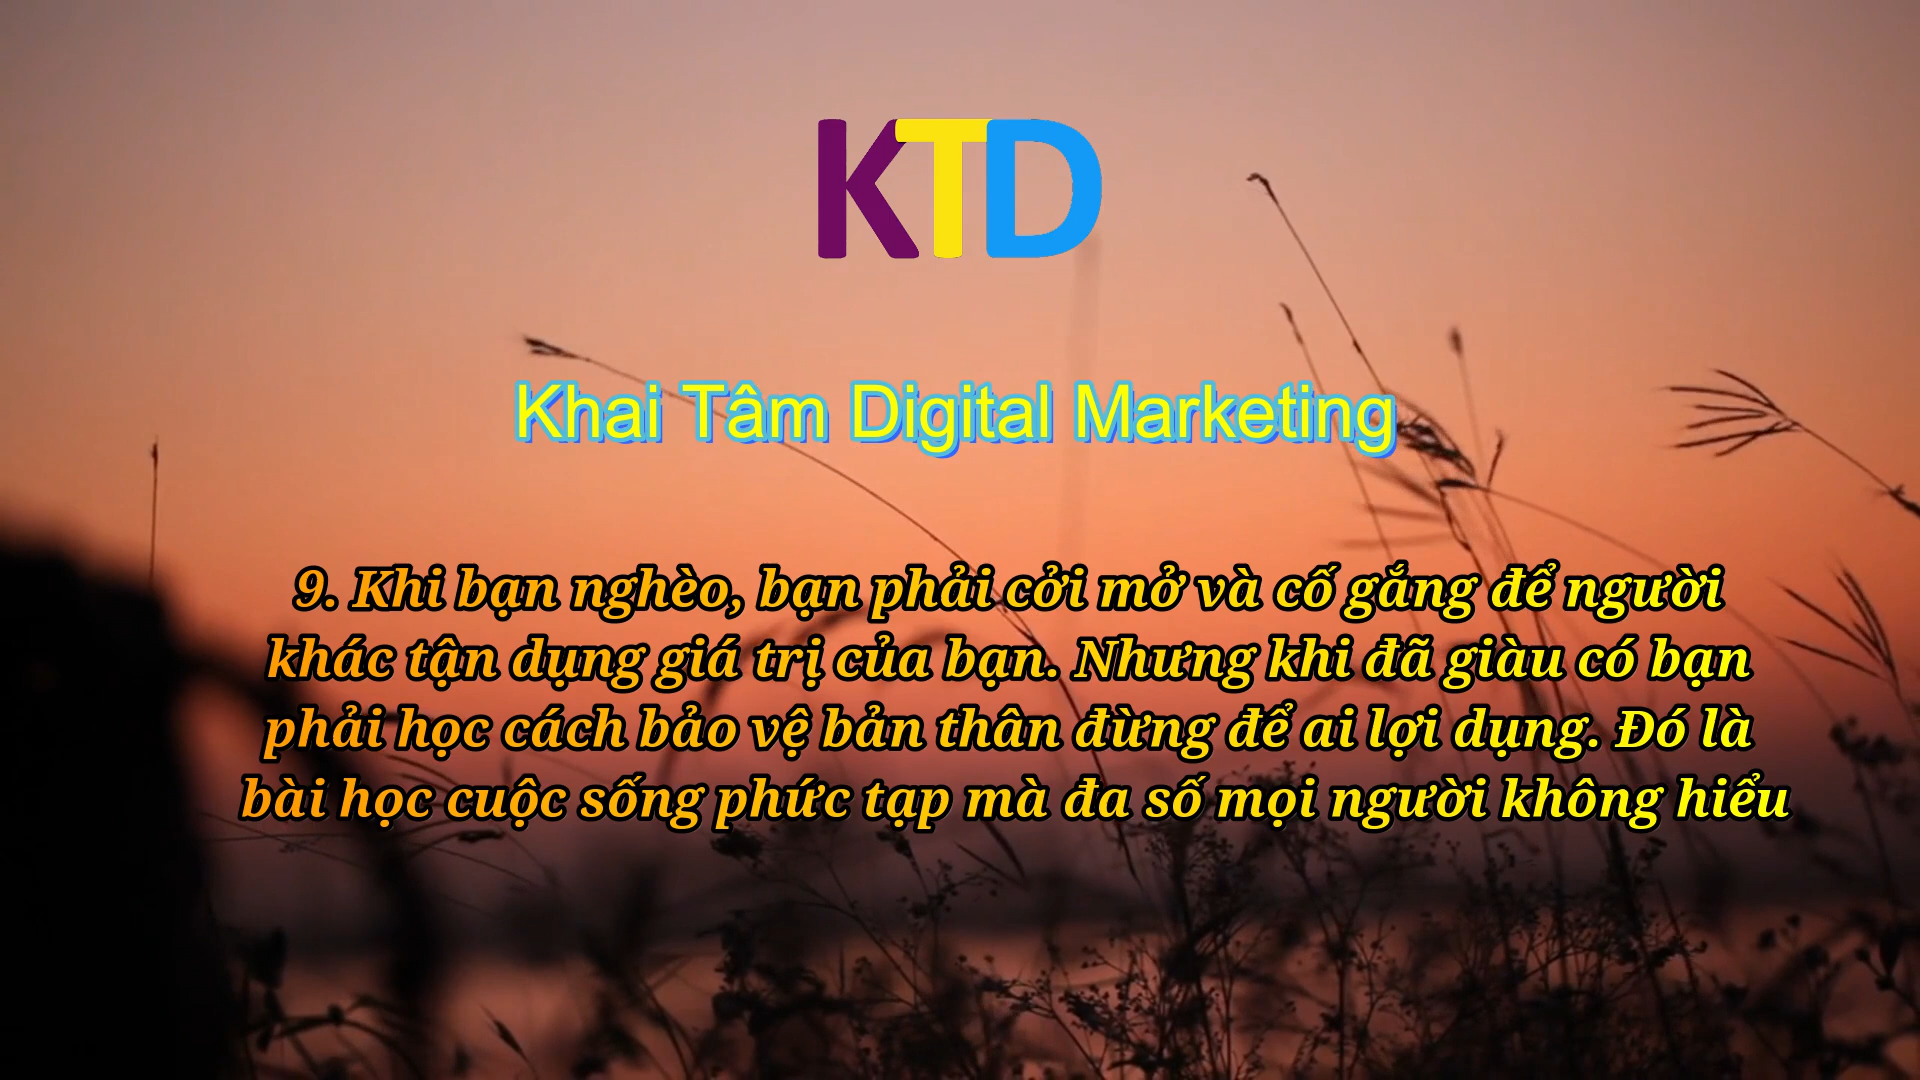 KTD
Khai Tâm Digital Marketing
9. Khi bạn nghèo, bạn phải cởi mở và cố gắng để người
khác tận dụng giá trị của bạn. Nhưng khi đã giàu có bạn
phải học cách bảo vệ bản thân đừng để ai lợi dụng. Đó là
bài học cuộc sống phức tạp mà đa số mọi người không hiểu